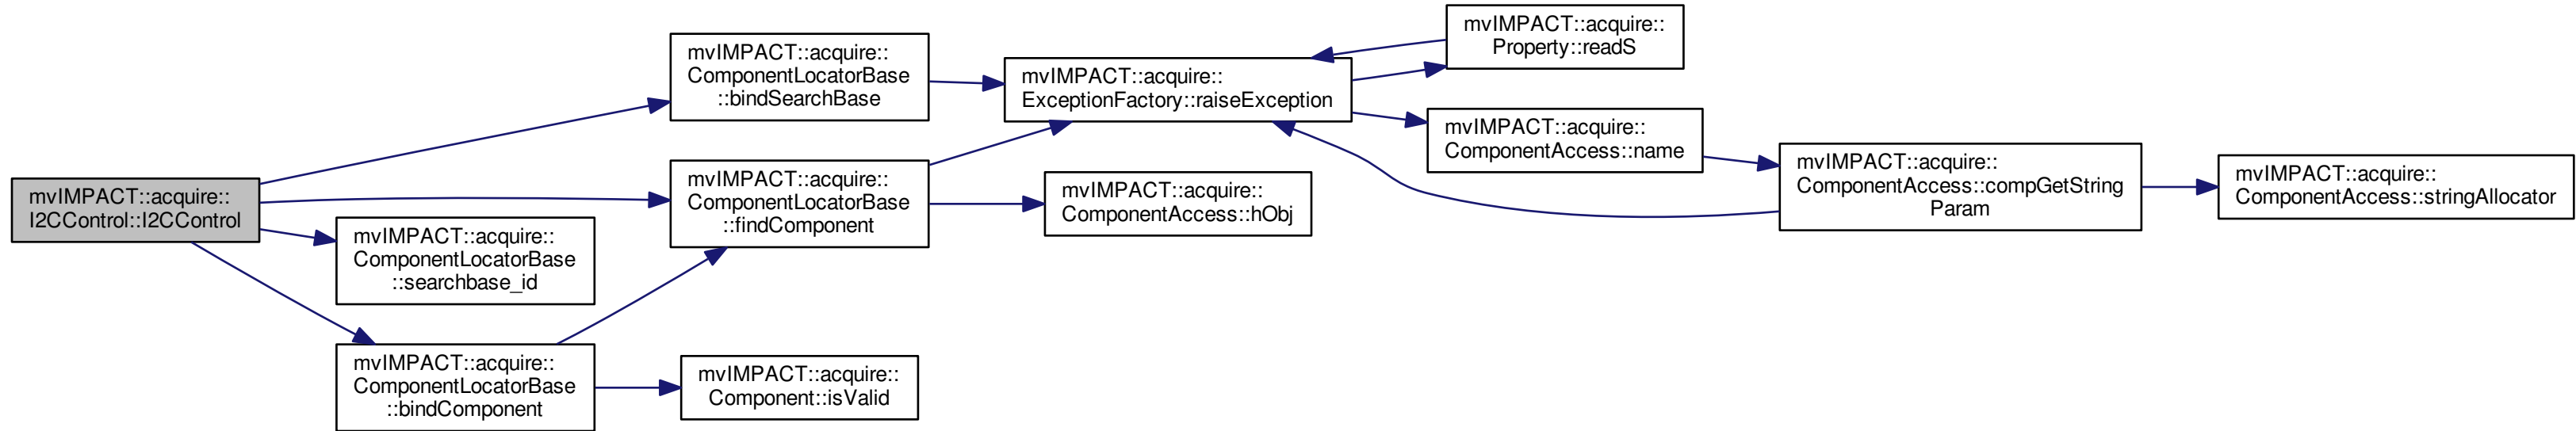 mvIMPACT::acquire::
I2CControl::I2CControl
mvIMPACT::acquire::
ComponentLocatorBase
::bindSearchBase
mvIMPACT::acquire::
ComponentLocatorBase
::findComponent
mvIMPACT::acquire::
ComponentLocatorBase
::searchbase_id
mvIMPACT::acquire::
ComponentLocatorBase
::bindComponent
mvIMPACT::acquire::
ExceptionFactory::raiseException
mvIMPACT::acquire::
ComponentAccess::hObj
mvIMPACT::acquire::
Component::isValid
mvIMPACT::acquire::
Property::readS
mvIMPACT::acquire::
ComponentAccess::name
mvIMPACT::acquire::
ComponentAccess::compGetString
Param
mvIMPACT::acquire::
ComponentAccess::stringAllocator